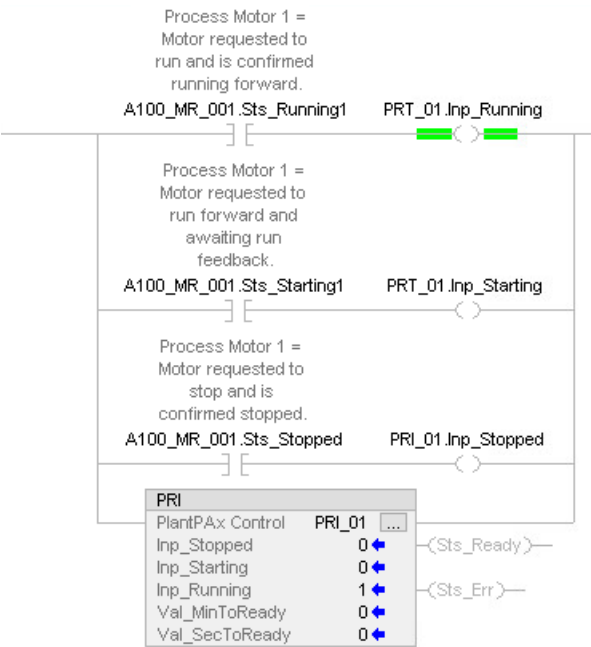 Process Motor 1 =
Motor requested to
run and is confirmed
running forward.
A100_MR_001.Sts_Running1 PRT_01.Inp_Running
Process Motor 1 =
Motor requested to
run forward and
awaiting run
feedback.
A100_MR_001.Sts_Starting1 PRT_01.Inp_Starting
Process Motor 1 =
Motor requested to
stop and is
confirmed stopped.
A100_MR_001.Sts_Stopped PRI_01.Inp_Stopped
PRI
PlantPAx Control PRI_01 ...
Inp_Stopped 0 Sts_Ready
Inp_Starting 0
Inp_Running 1 Sts_Err
Val_MinToReady 0
Val_SecToReady 0